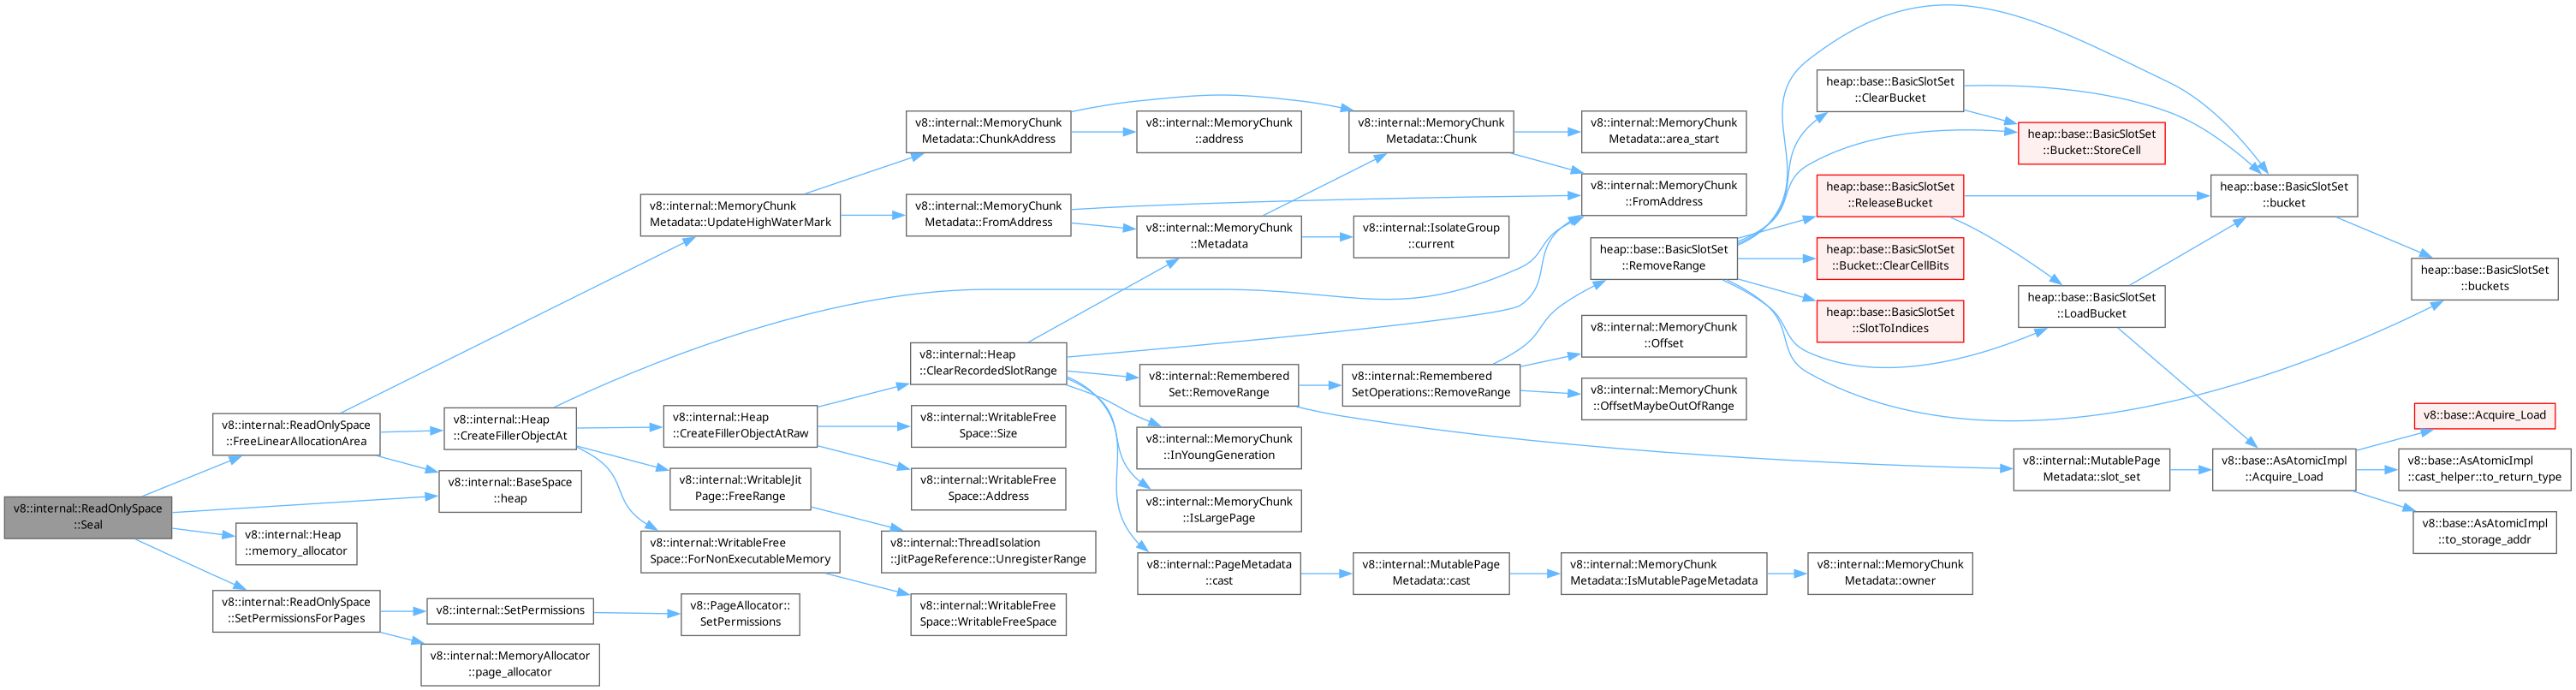 v8::internal::ReadOnlySpace
::Seal
v8::internal::ReadOnlySpace
::FreeLinearAllocationArea
v8::internal::MemoryChunk
Metadata::UpdateHighWaterMark
v8::internal::MemoryChunk
Metadata::ChunkAddress
v8::internal::MemoryChunk
::address
v8::internal::MemoryChunk
Metadata::Chunk
v8::internal::MemoryChunk
Metadata::area_start
v8::internal::MemoryChunk
::FromAddress
v8::internal::MemoryChunk
Metadata::FromAddress
v8::internal::MemoryChunk
::Metadata
v8::internal::IsolateGroup
::current
v8::internal::Heap
::CreateFillerObjectAt
v8::internal::BaseSpace
::heap
v8::internal::Heap
::memory_allocator
v8::internal::ReadOnlySpace
::SetPermissionsForPages
v8::internal::SetPermissions
v8::internal::MemoryAllocator
::page_allocator
v8::PageAllocator::
SetPermissions
v8::internal::Heap
::CreateFillerObjectAtRaw
v8::internal::WritableJit
Page::FreeRange
v8::internal::WritableFree
Space::ForNonExecutableMemory
v8::internal::Heap
::ClearRecordedSlotRange
v8::internal::WritableFree
Space::Size
v8::internal::WritableFree
Space::Address
v8::internal::ThreadIsolation
::JitPageReference::UnregisterRange
v8::internal::WritableFree
Space::WritableFreeSpace
v8::internal::Remembered
Set::RemoveRange
v8::internal::MemoryChunk
::InYoungGeneration
v8::internal::MemoryChunk
::IsLargePage
v8::internal::PageMetadata
::cast
v8::internal::Remembered
SetOperations::RemoveRange
v8::internal::MutablePage
Metadata::cast
v8::internal::MemoryChunk
Metadata::IsMutablePageMetadata
v8::internal::MemoryChunk
Metadata::owner
heap::base::BasicSlotSet
::RemoveRange
v8::internal::MemoryChunk
::Offset
v8::internal::MemoryChunk
::OffsetMaybeOutOfRange
heap::base::BasicSlotSet
::ClearBucket
heap::base::BasicSlotSet
::Bucket::StoreCell
heap::base::BasicSlotSet
::ReleaseBucket
heap::base::BasicSlotSet
::Bucket::ClearCellBits
heap::base::BasicSlotSet
::SlotToIndices
heap::base::BasicSlotSet
::LoadBucket
heap::base::BasicSlotSet
::bucket
heap::base::BasicSlotSet
::buckets
v8::internal::MutablePage
Metadata::slot_set
v8::base::AsAtomicImpl
::Acquire_Load
v8::base::Acquire_Load
v8::base::AsAtomicImpl
::cast_helper::to_return_type
v8::base::AsAtomicImpl
::to_storage_addr